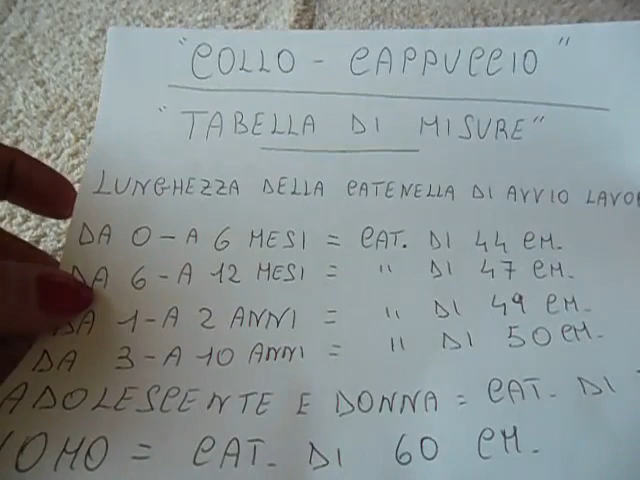 "COLLO - CAPPUCCIO"
"TABELLA DI MISURE"
LUNGHEZZA DELLA CATENELLA DI AVVIO LAVOR
DA 0 - A 6 MESI = CAT. DI 44 CM.
DA 6 - A 12 MESI = " DI 47 CM.
DA 1 - A 2 ANNI = " DI 49 CM.
DA 3 - A 10 ANNI = " DI 50 CM.
ADOLESCENTE E DONNA = CAT. DI
UOMO = CAT. DI 60 CM.